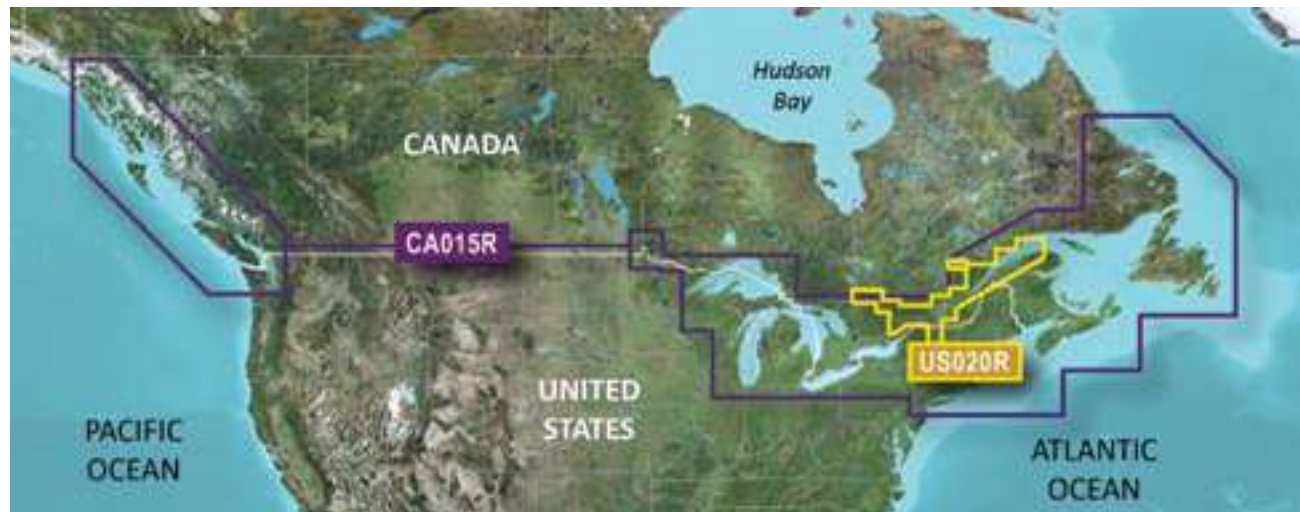 Hudson
Bay
CANADA
CA015R
US020R
UNITED
STATES
PACIFIC
OCEAN
ATLANTIC
OCEAN